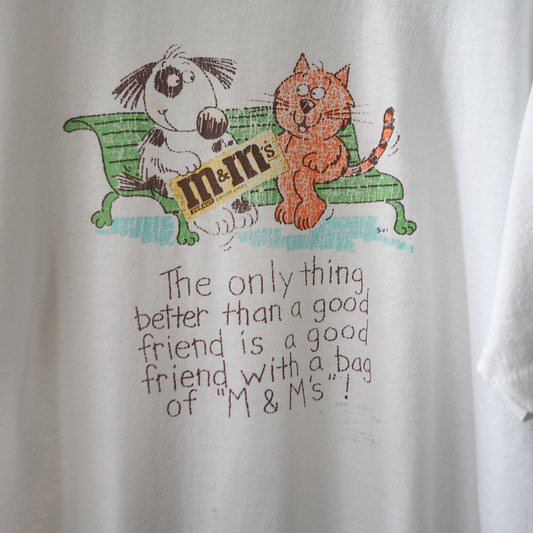 m&m's
The only thing
better than a good
friend is a good
friend with a bag
of "M & M's"!